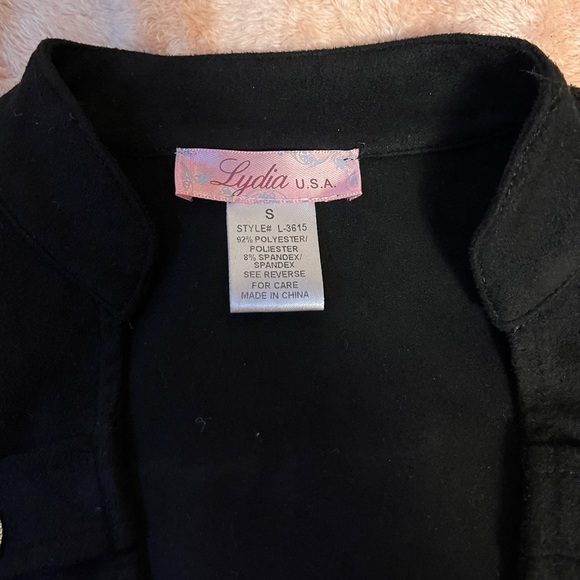 Lydia U.S.A.
S
STYLE# L-3615
92% POLYESTER/
POLIESTER
8% SPANDEX/
SPANDEX
SEE REVERSE
FOR CARE
MADE IN CHINA